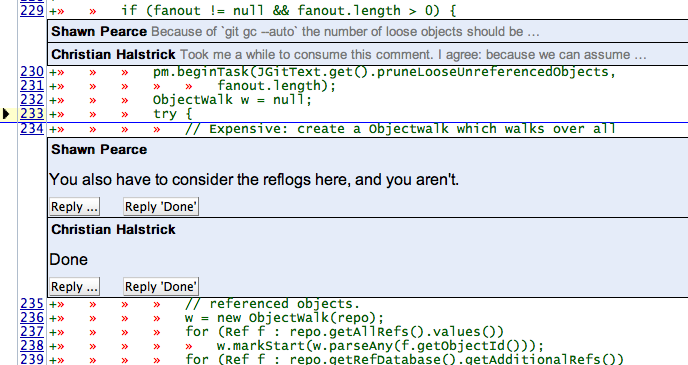 229 +» » if (fanout != null && fanout.length > 0) {
Shawn Pearce Because of `git gc --auto` the number of loose objects should be ...
Christian Halstrick Took me a while to consume this comment. I agree: because we can assume ...
230 +» » » pm.beginTask(JGitText.get().pruneLooseUnreferencedObjects,
231 +» » » » » fanout.length);
232 +» » » ObjectWalk w = null;
233 +» » » try {
234 +» » » » // Expensive: create a Objectwalk which walks over all
Shawn Pearce
You also have to consider the reflogs here, and you aren't.
Reply ... Reply 'Done'
Christian Halstrick
Done
Reply ... Reply 'Done'
235 +» » » » // referenced objects.
236 +» » » » w = new ObjectWalk(repo);
237 +» » » » for (Ref f : repo.getAllRefs().values())
238 +» » » » » w.markStart(w.parseAny(f.getObjectId()));
239 +» » » » for (Ref f : repo.getRefDatabase().getAdditionalRefs())